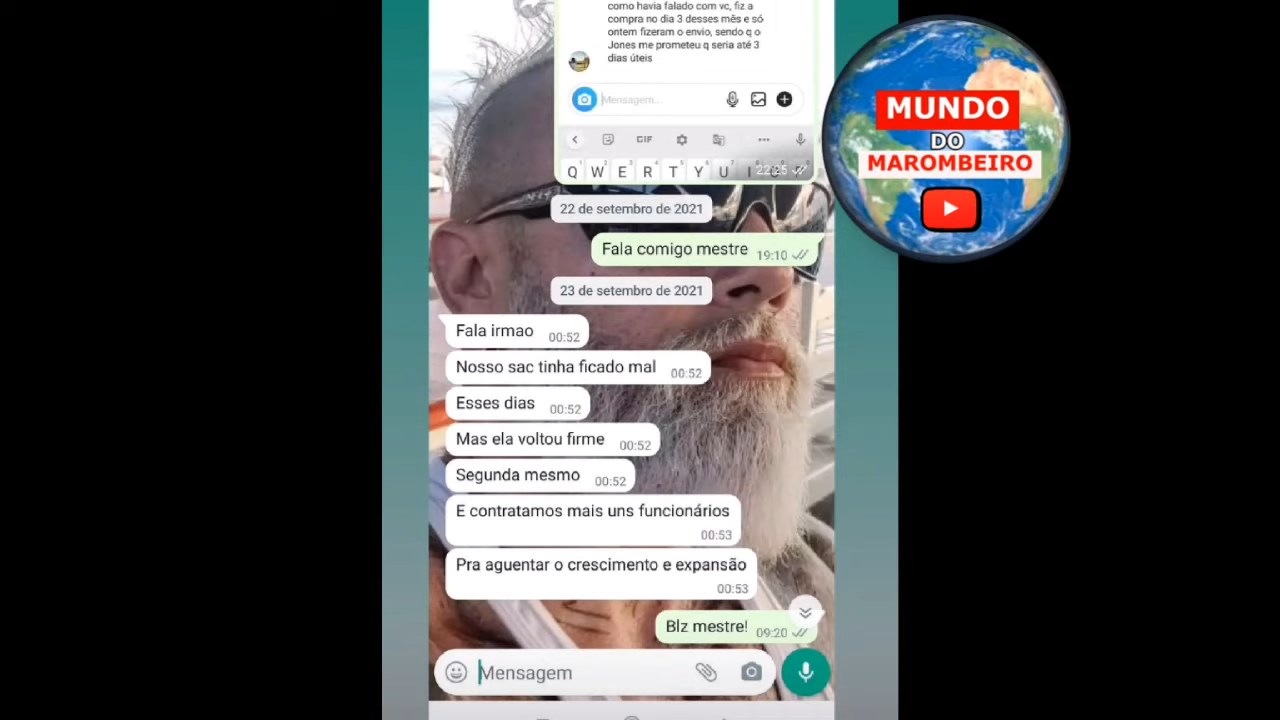 como havia falado com vc, fiz a
compra no dia 3 desses mês e só
ontem fizeram o envio, sendo q o
Jones me prometeu q seria até 3
dias úteis
Mensagem...
GIF
Q W E R T Y U I
22:25
22 de setembro de 2021
Fala comigo mestre 19:10
23 de setembro de 2021
Fala irmao 00:52
Nosso sac tinha ficado mal 00:52
Esses dias 00:52
Mas ela voltou firme 00:52
Segunda mesmo 00:52
E contratamos mais uns funcionários
00:53
Pra aguentar o crescimento e expansão
00:53
Blz mestre! 09:20
Mensagem
MUNDO
DO
MAROMBEIRO